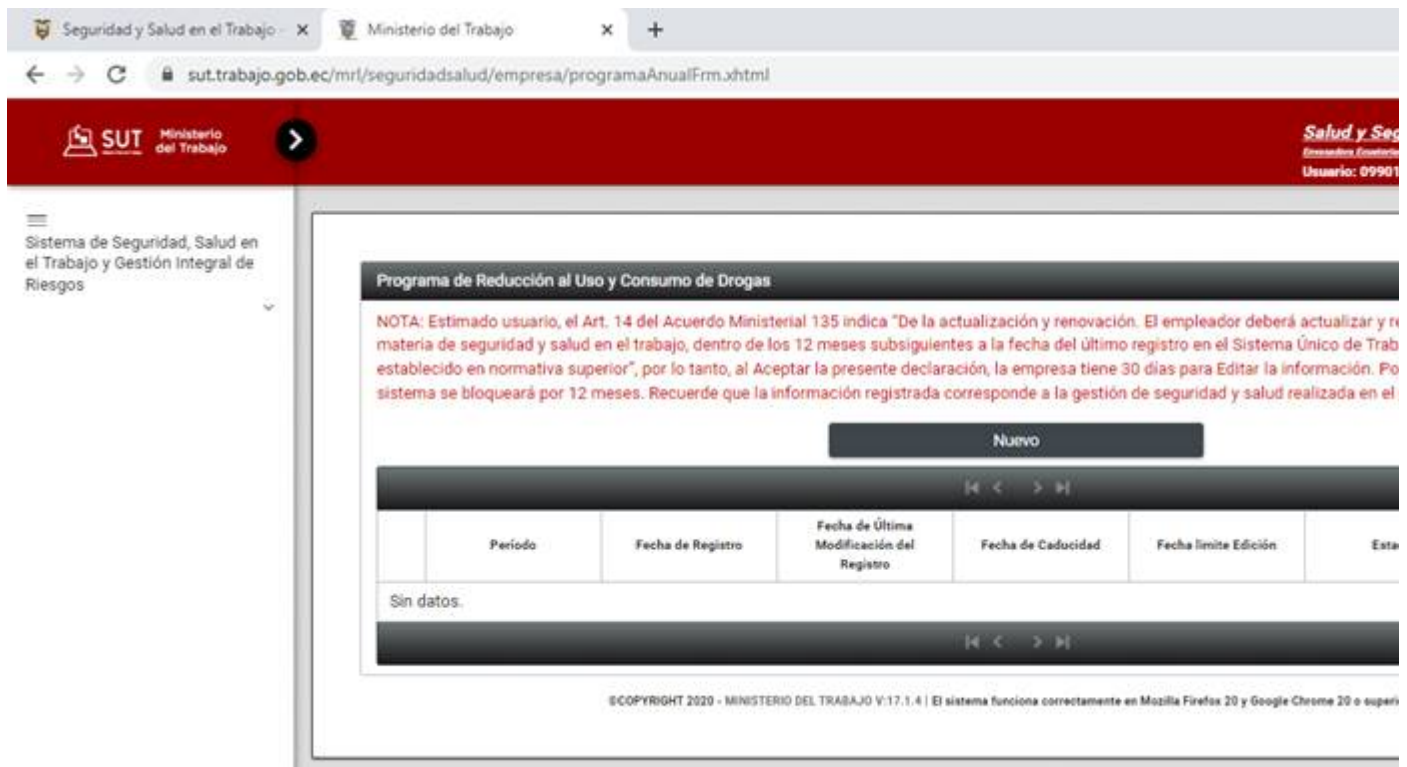 Seguridad y Salud en el Trabajo -
Ministerio del Trabajo
sut.trabajo.gob.ec/mrl/seguridadsalud/empresa/programaAnualFrm.xhtml
SUT Ministerio
del Trabajo
Salud y Seg
Usuario: 09901
Sistema de Seguridad, Salud en
el Trabajo y Gestión Integral de
Riesgos
Programa de Reducción al Uso y Consumo de Drogas
NOTA: Estimado usuario, el Art. 14 del Acuerdo Ministerial 135 indica "De la actualización y renovación. El empleador deberá actualizar y re
materia de seguridad y salud en el trabajo, dentro de los 12 meses subsiguientes a la fecha del último registro en el Sistema Único de Trab
establecido en normativa superior", por lo tanto, al Aceptar la presente declaración, la empresa tiene 30 días para Editar la información. Po
sistema se bloqueará por 12 meses. Recuerde que la información registrada corresponde a la gestión de seguridad y salud realizada en el
Nuevo
Período
Fecha de Registro
Fecha de Última
Modificación del
Registro
Fecha de Caducidad
Fecha limite Edición
Esta
Sin datos.
©COPYRIGHT 2020 - MINISTERIO DEL TRABAJO V:17.1.4 | El sistema funciona correctamente en Mozilla Firefox 20 y Google Chrome 20 o superi